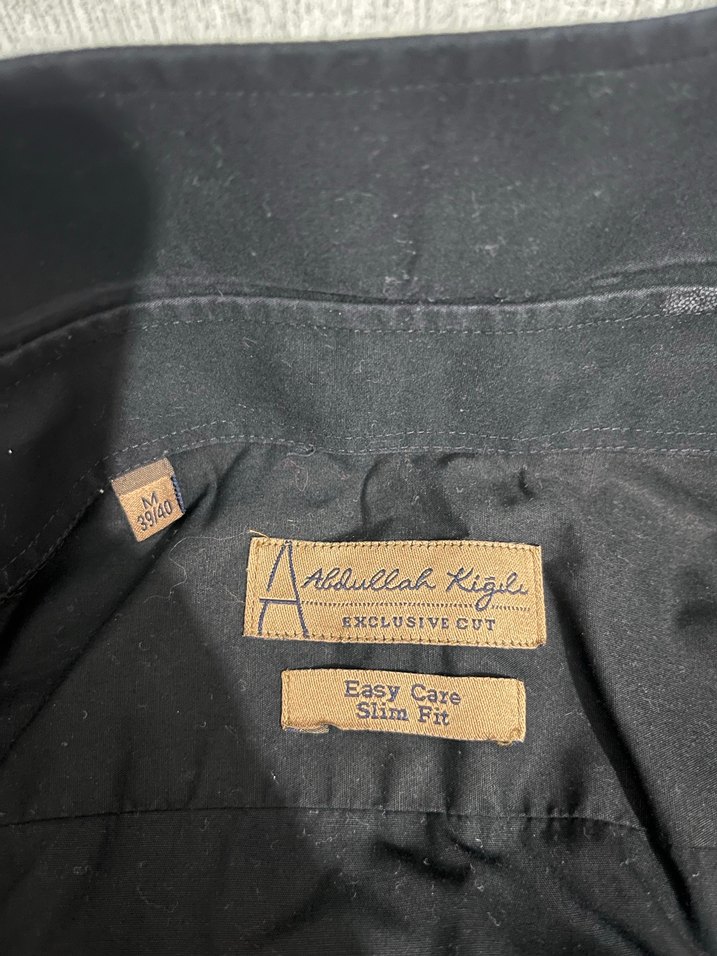 M
39/40
A
Abdullah Kiğılı
EXCLUSIVE CUT
Easy Care
Slim Fit